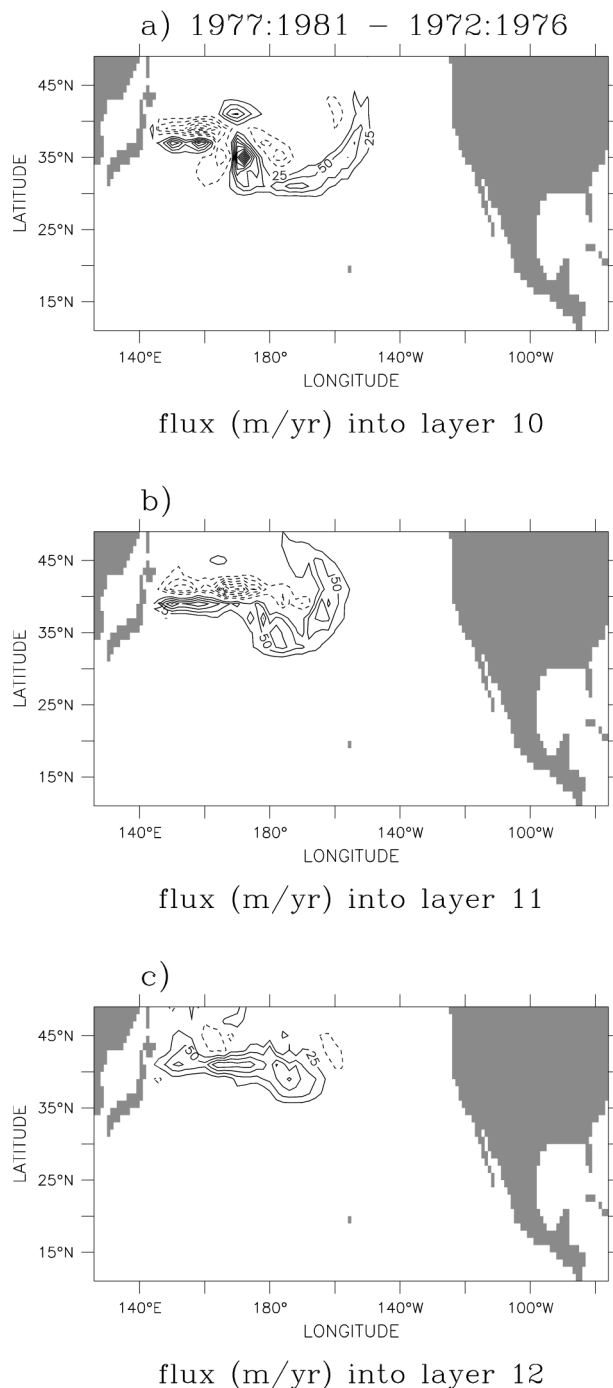 a) 1977:1981 − 1972:1976
45°N
35°N
25°N
15°N
LATITUDE
25
50
25
140°E
180°
140°W
100°W
LONGITUDE
flux (m/yr) into layer 10
b)
45°N
35°N
25°N
15°N
LATITUDE
50
50
140°E
180°
140°W
100°W
LONGITUDE
flux (m/yr) into layer 11
c)
45°N
35°N
25°N
15°N
LATITUDE
50
25
140°E
180°
140°W
100°W
LONGITUDE
flux (m/yr) into layer 12